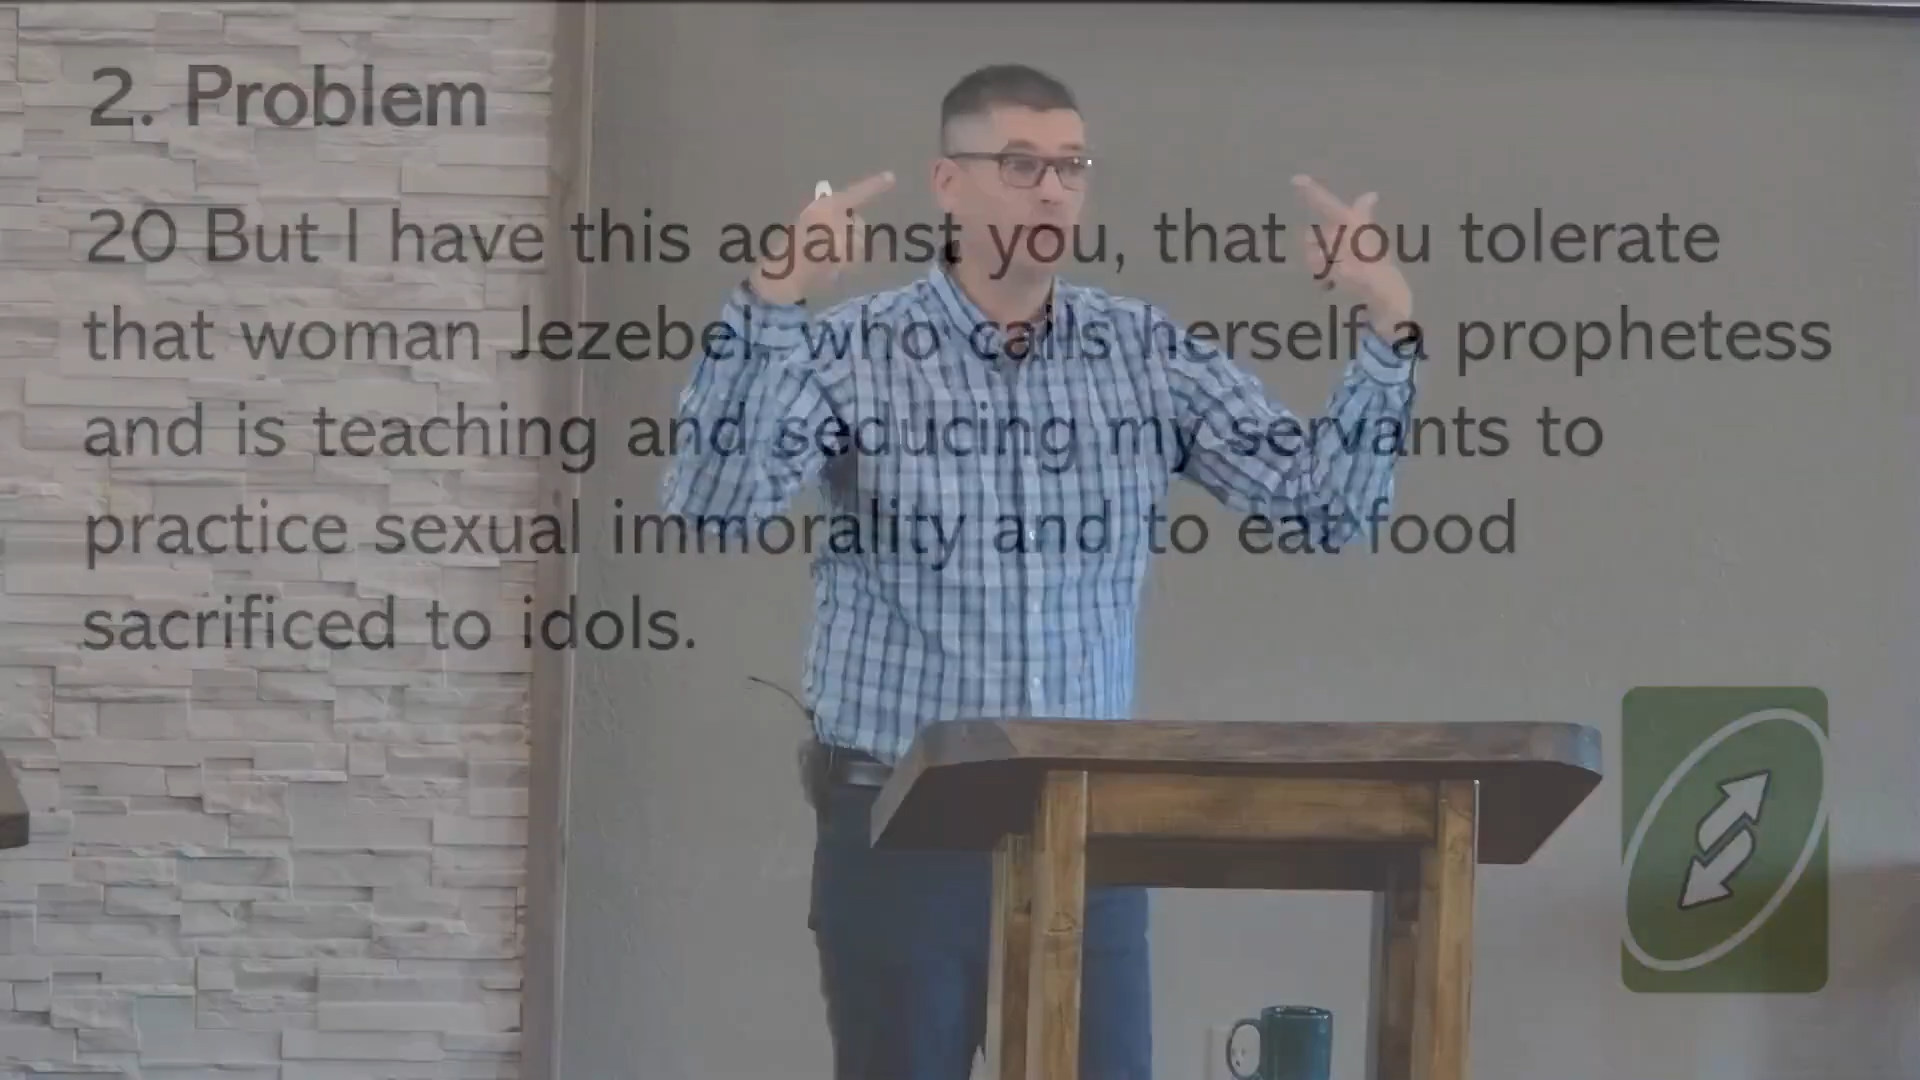 2. Problem
20 But I have this against you, that you tolerate
that woman Jezebel, who calls herself a prophetess
and is teaching and seducing my servants to
practice sexual immorality and to eat food
sacrificed to idols.